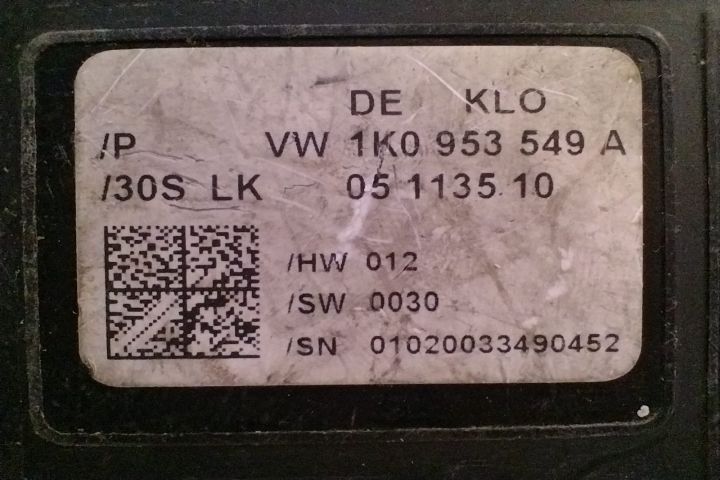 DE KLO
/P VW 1K0 953 549 A
/30S LK 05 1135 10
/HW 012
/SW 0030
/SN 01020033490452